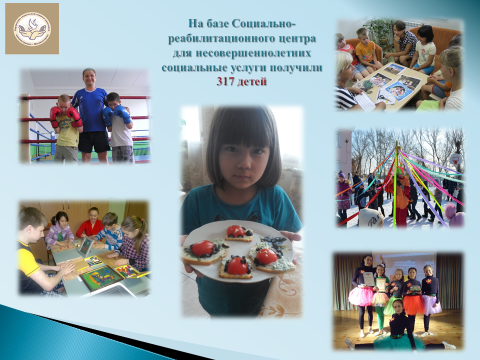 На базе Социально-
реабилитационного центра
для несовершеннолетних
социальные услуги получили
317 детей